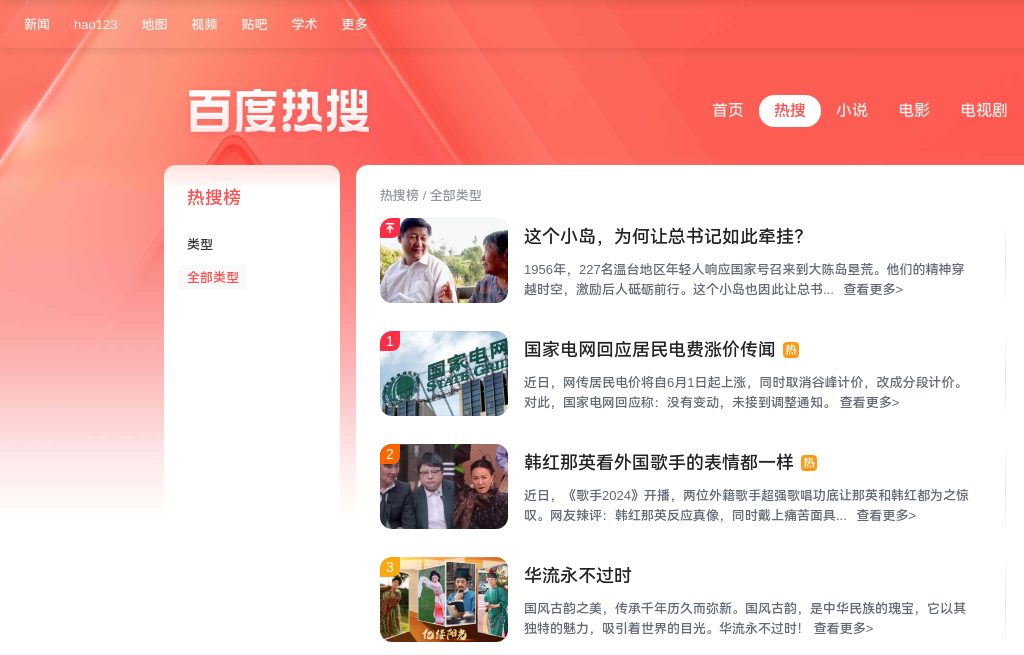 新闻 hao123 地图 视频 贴吧 学术 更多
百度热搜
首页 热搜 小说 电影 电视剧
热搜榜
类型
全部类型
热搜榜 / 全部类型
这个小岛，为何让总书记如此牵挂？
1956年，227名温台地区年轻人响应国家号召来到大陈岛垦荒。他们的精神穿
越时空，激励后人砥砺前行。这个小岛也因此让总书... 查看更多>
1
国家电网
STATE GRID
国家电网回应居民电费涨价传闻 热
近日，网传居民电价将自6月1日起上涨，同时取消谷峰计价，改成分段计价。
对此，国家电网回应称：没有变动，未接到调整通知。 查看更多>
2
韩红那英看外国歌手的表情都一样 热
近日，《歌手2024》开播，两位外籍歌手超强歌唱功底让那英和韩红都为之惊
叹。网友辣评：韩红那英反应真像，同时戴上痛苦面具... 查看更多>
3
亿缕阳光
华流永不过时
国风古韵之美，传承千年历久而弥新。国风古韵，是中华民族的瑰宝，它以其
独特的魅力，吸引着世界的目光。华流永不过时！ 查看更多>